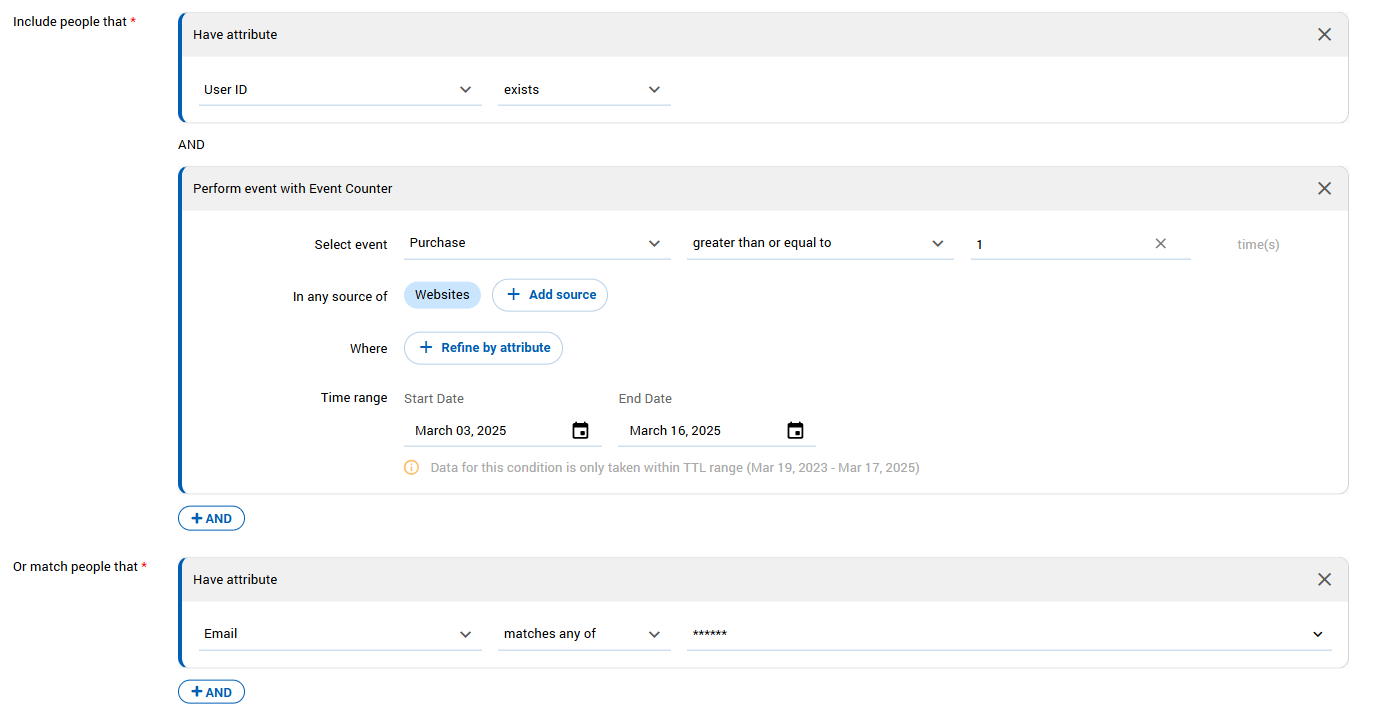 Include people that *
Have attribute
User ID exists
AND
Perform event with Event Counter
Select event Purchase greater than or equal to 1 time(s)
In any source of Websites + Add source
Where + Refine by attribute
Time range Start Date End Date
March 03, 2025 March 16, 2025
Data for this condition is only taken within TTL range (Mar 19, 2023 - Mar 17, 2025)
+ AND
Or match people that *
Have attribute
Email matches any of ******
+ AND